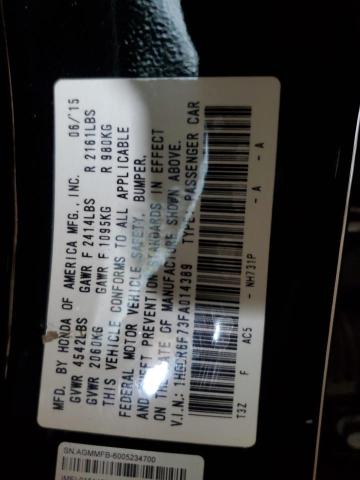 MFD. BY HONDA OF AMERICA MFG., INC. 06/15
GVWR 4542LBS GAWR F 2414LBS R 2161LBS
GVWR 2060KG GAWR F 1095KG R 980KG
THIS VEHICLE CONFORMS TO ALL APPLICABLE
FEDERAL MOTOR VEHICLE SAFETY, BUMPER,
AND THEFT PREVENTION STANDARDS IN EFFECT
ON THE DATE OF MANUFACTURE SHOWN ABOVE.
V.I.N.: 1HGCR6F73FA014389 TYPE: PASSENGER CAR
T3Z F AC5 - NH731P - A - A
SN:AGMMFB-6005234700